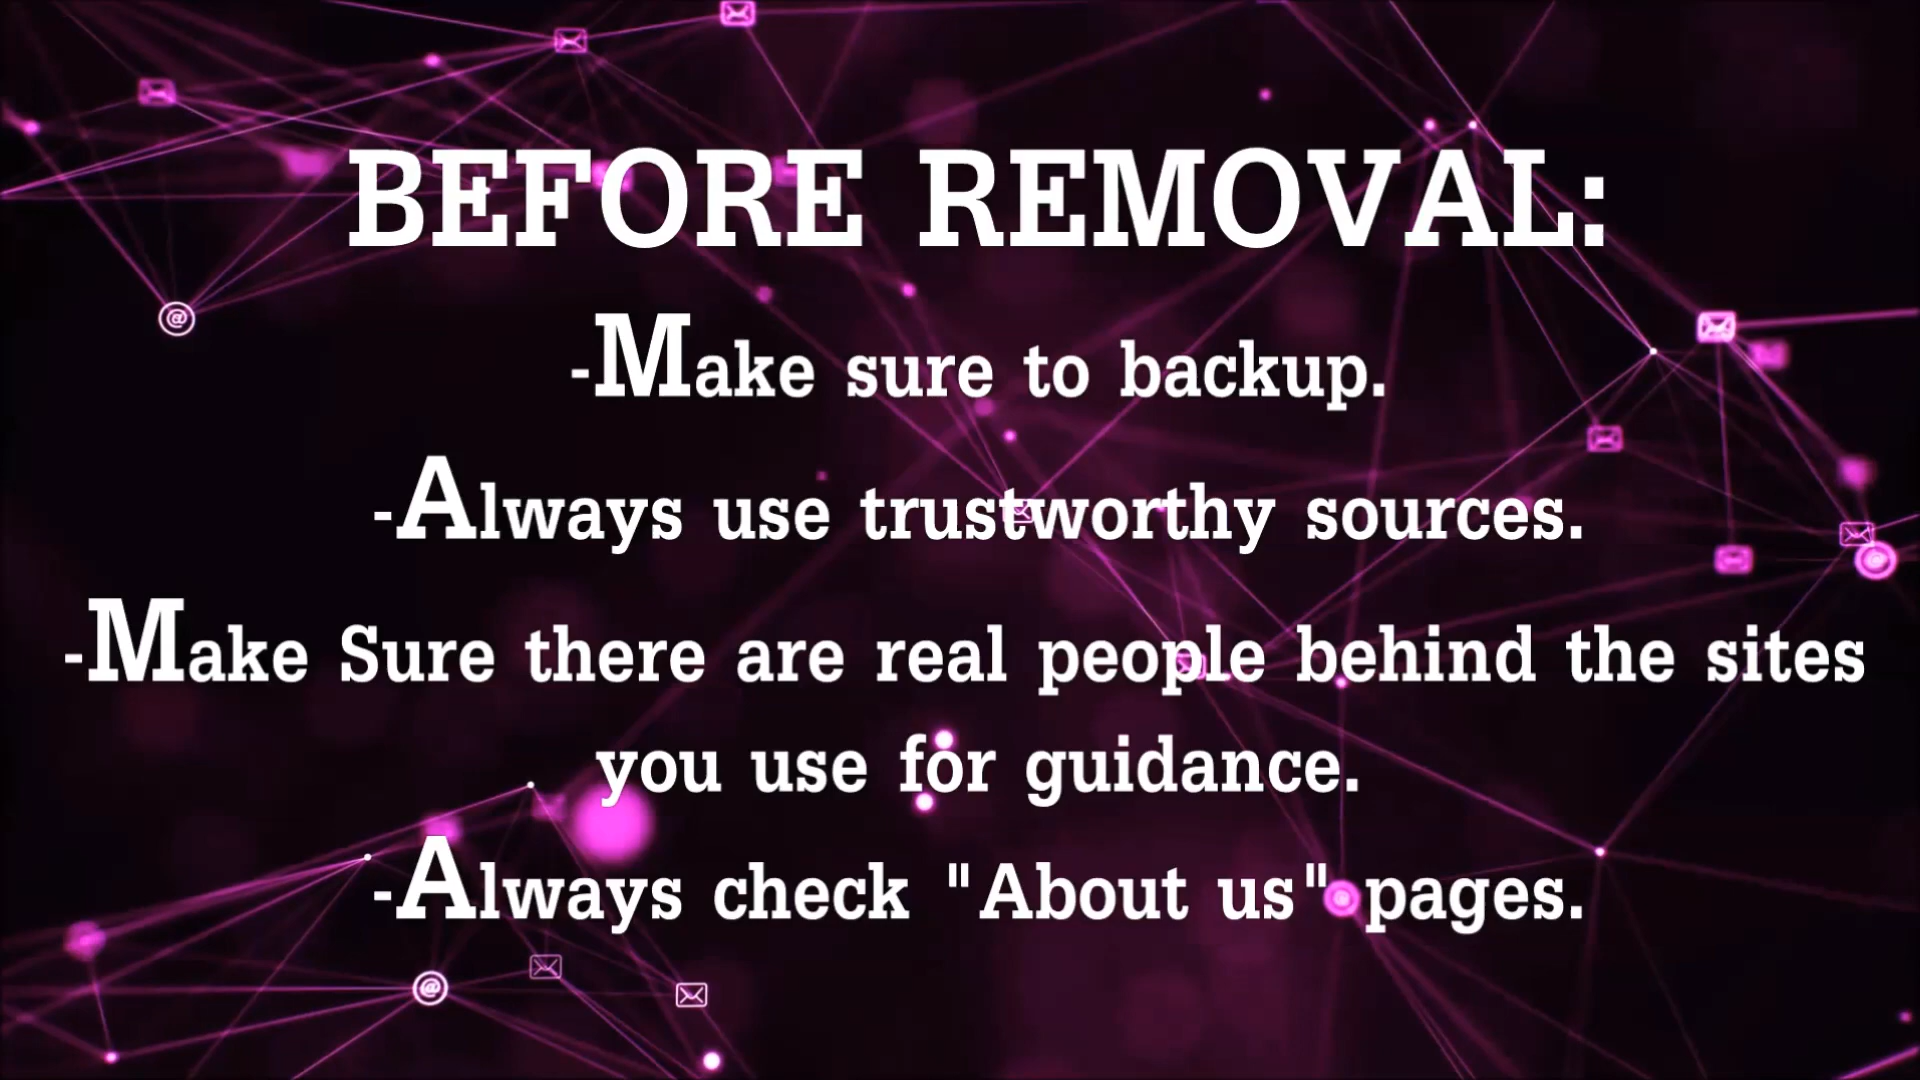 BEFORE REMOVAL:
-Make sure to backup.
-Always use trustworthy sources.
-Make Sure there are real people behind the sites
you use for guidance.
-Always check "About us" pages.